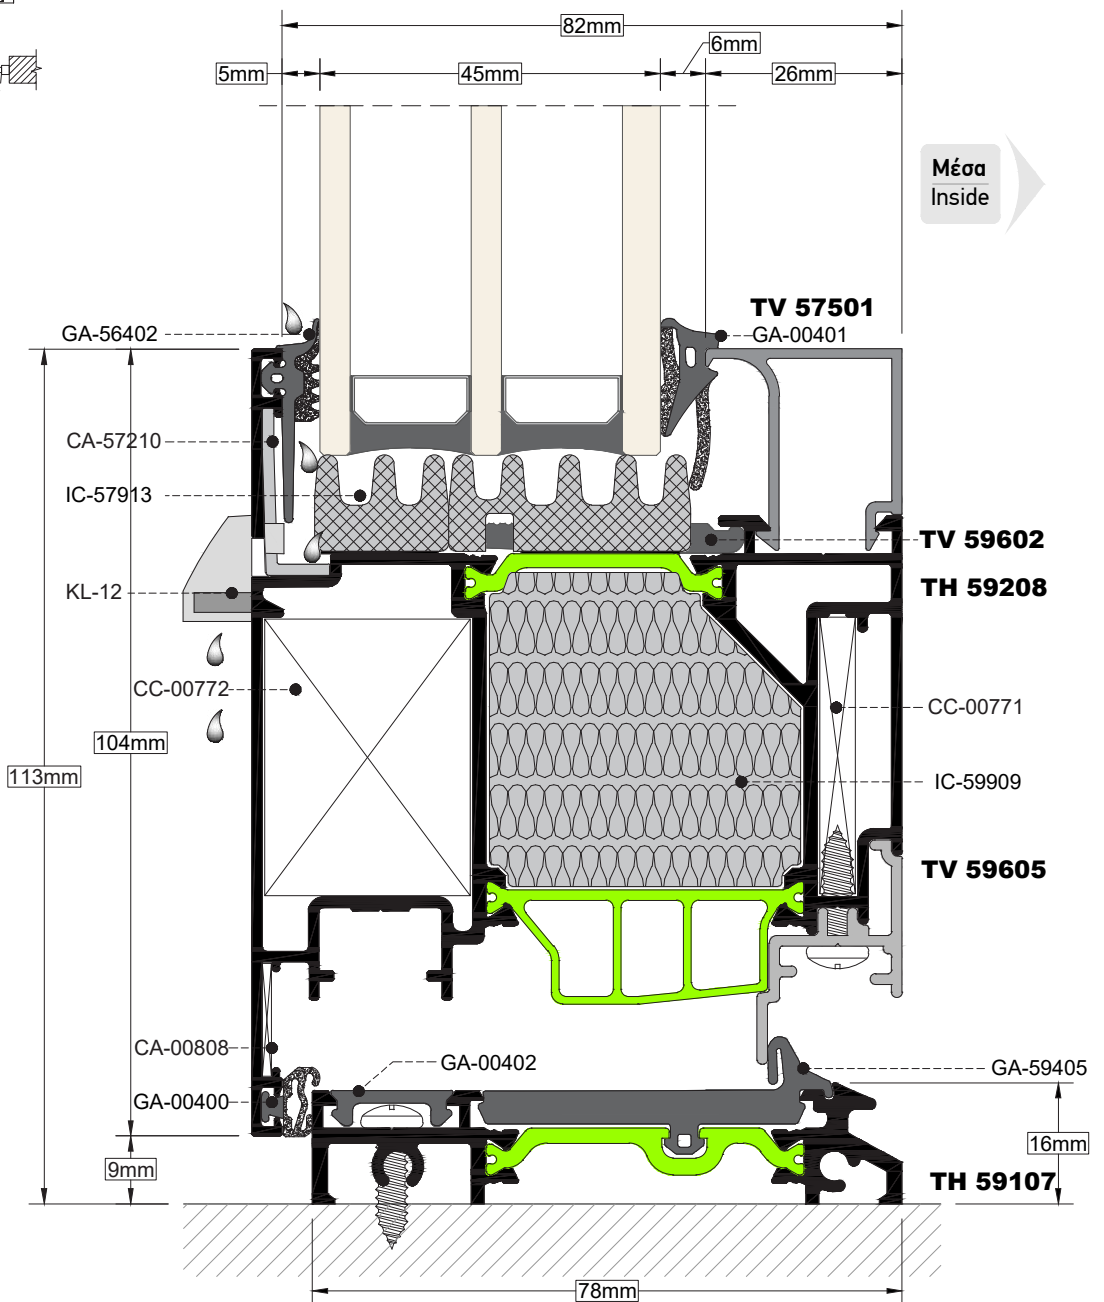 82mm
6mm
5mm
45mm
26mm
Μέσα
Inside
TV 57501
GA-56402
GA-00401
CA-57210
IC-57913
TV 59602
TH 59208
KL-12
CC-00772
CC-00771
104mm
113mm
IC-59909
TV 59605
CA-00808
GA-00402
GA-59405
GA-00400
16mm
9mm
TH 59107
78mm